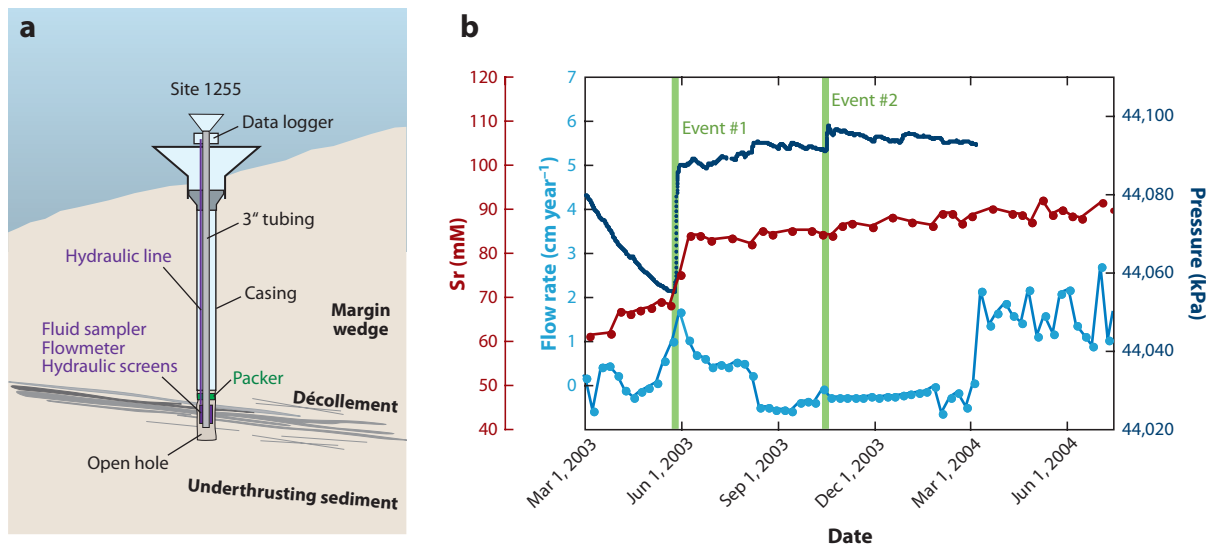 a
Site 1255
Data logger
3“ tubing
Hydraulic line
Casing
Margin
wedge
Fluid sampler
Flowmeter
Hydraulic screens
Packer
Décollement
Open hole
Underthrusting sediment
b
Sr (mM)
120
110
100
90
80
70
60
50
40
Flow rate (cm year⁻¹)
7
6
5
4
3
2
1
0
Event #1
Event #2
44,100
44,080
44,060
44,040
44,020
Pressure (kPa)
Mar 1, 2003
Jun 1, 2003
Sep 1, 2003
Dec 1, 2003
Mar 1, 2004
Jun 1, 2004
Date